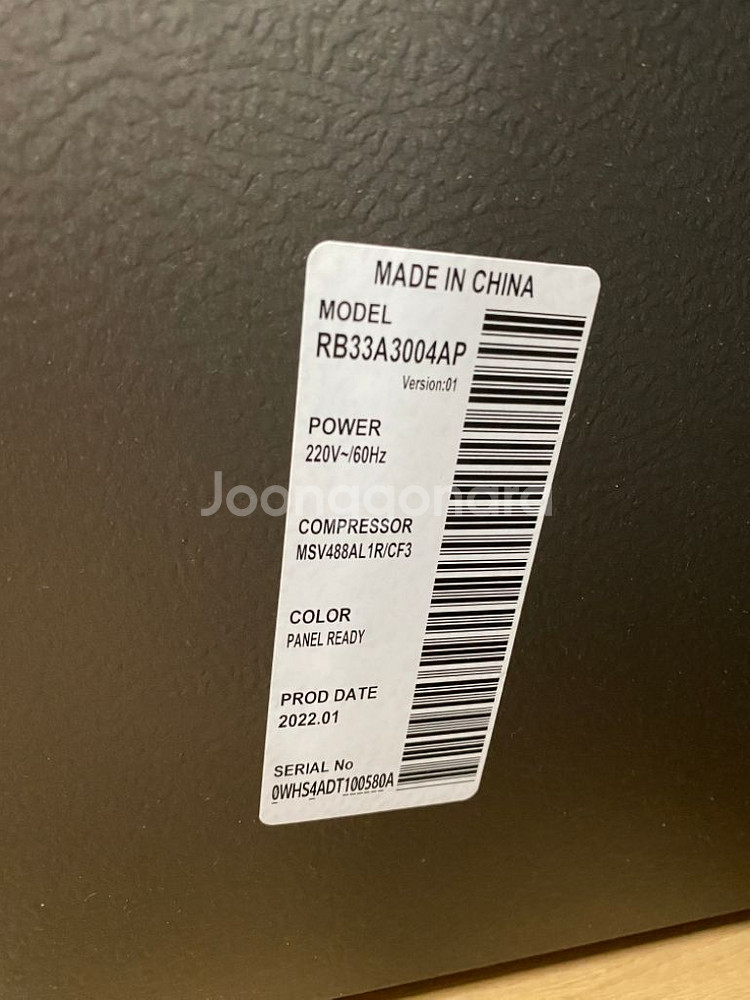 MADE IN CHINA
MODEL
RB33A3004AP
Version:01
POWER
220V~/60Hz
Joonggonara
COMPRESSOR
MSV488AL1R/CF3
COLOR
PANEL READY
PROD DATE
2022.01
SERIAL No
0WHS4ADT100580A